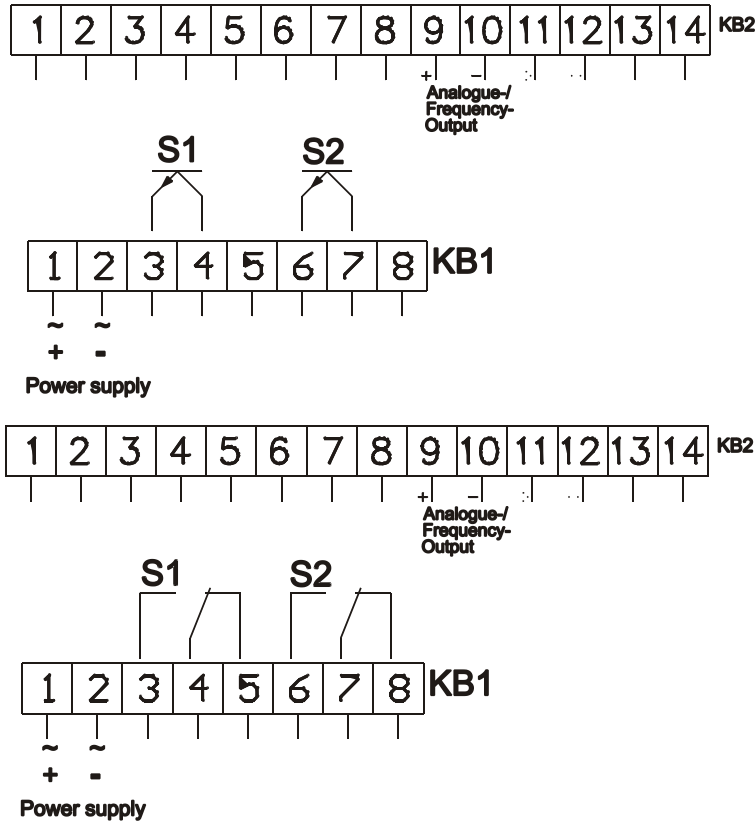 1 2 3 4 5 6 7 8 9 10 11 12 13 14 KB2
+ −
Analogue-/
Frequency-
Output
S1 S2
1 2 3 4 5 6 7 8 KB1
~ ~
+ -
Power supply
1 2 3 4 5 6 7 8 9 10 11 12 13 14 KB2
+ −
Analogue-/
Frequency-
Output
S1 S2
1 2 3 4 5 6 7 8 KB1
~ ~
+ -
Power supply